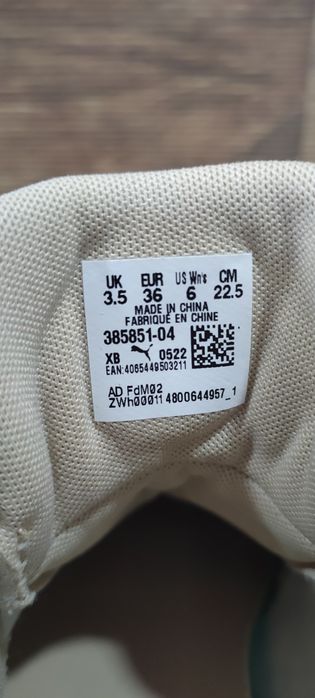 UK EUR US Wn's CM
3.5 36 6 22.5
MADE IN CHINA
FABRIQUÉ EN CHINE
385851-04
XB 0522
EAN:4065449503211
AD FdM02
ZWh00011 4800644957_1